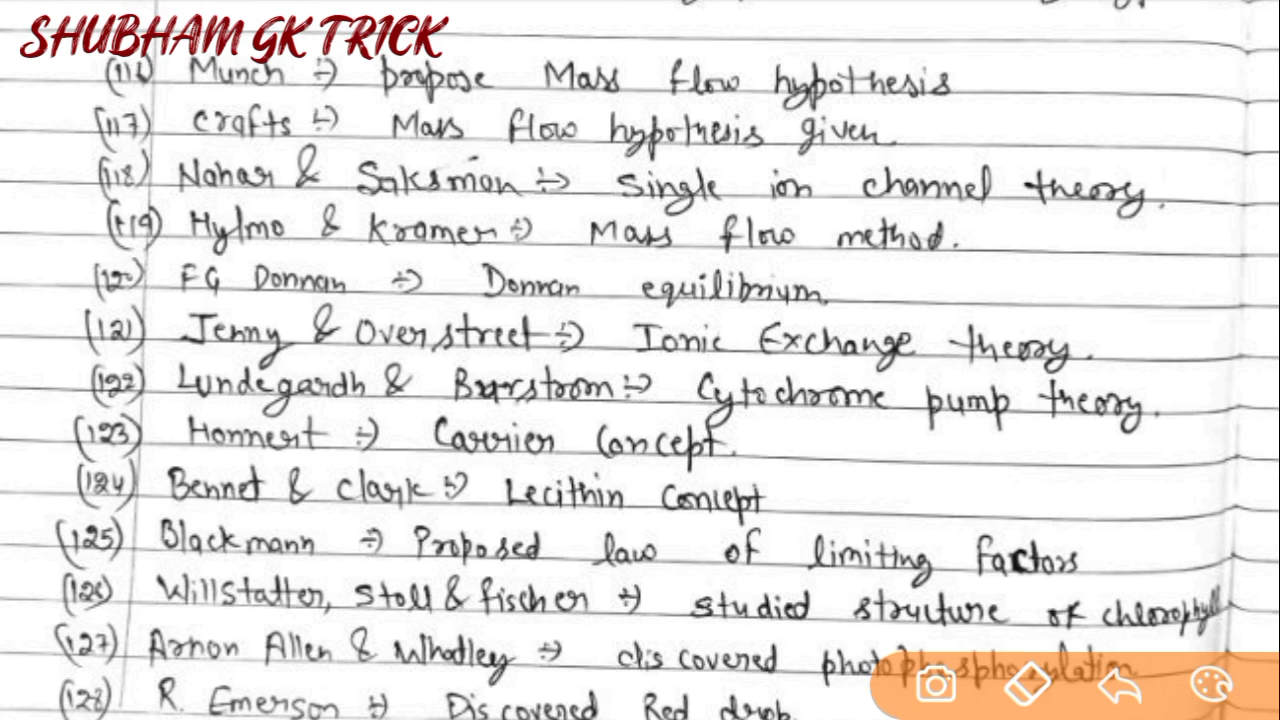 SHUBHAM GK TRICK
(116) Munch ÷) propose Mass flow hypothesis
(117) Crafts ÷) Mass flow hypothesis given.
(118) Nahar & Saksman ÷) Single ion channel theory.
(119) Hylmo & Kramer ÷) Mass flow method.
(120) FG Donnan ÷) Donnan equilibrium.
(121) Jenny & Overstreet ÷) Ionic Exchange theory.
(122) Lundegardh & Burstrom ÷) Cytochrome pump theory.
(123) Honnert ÷) Carrier Concept.
(124) Bennet & Clark ÷) Lecithin Concept
(125) Blackmann ÷) Proposed law of limiting factors
(126) Willstatter, Stoll & fischer ÷) studied structure of chlorophyll
(127) Arnon Allen & Whatley ÷) discovered photophosphorylation
(128) R. Emerson ÷) Discovered Red drop.